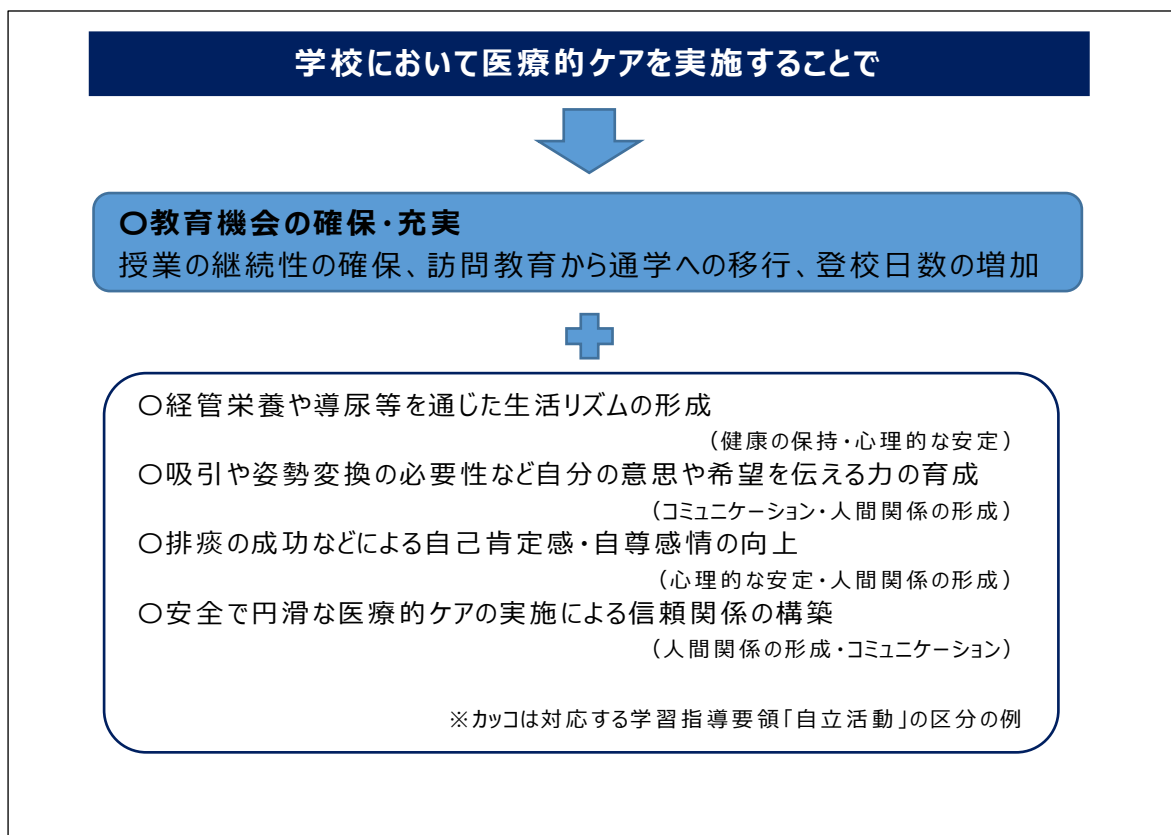 学校において医療的ケアを実施することで
〇教育機会の確保・充実
授業の継続性の確保、訪問教育から通学への移行、登校日数の増加
〇経管栄養や導尿等を通じた生活リズムの形成
（健康の保持・心理的な安定）
〇吸引や姿勢変換の必要性など自分の意思や希望を伝える力の育成
（コミュニケーション・人間関係の形成）
〇排痰の成功などによる自己肯定感・自尊感情の向上
（心理的な安定・人間関係の形成）
〇安全で円滑な医療的ケアの実施による信頼関係の構築
（人間関係の形成・コミュニケーション）
※カッコは対応する学習指導要領「自立活動」の区分の例